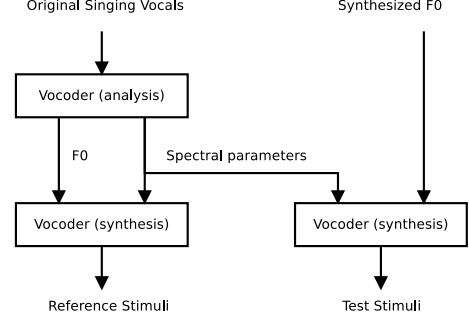 Original Singing Vocals
Synthesized F0
Vocoder (analysis)
F0
Spectral parameters
Vocoder (synthesis)
Vocoder (synthesis)
Reference Stimuli
Test Stimuli